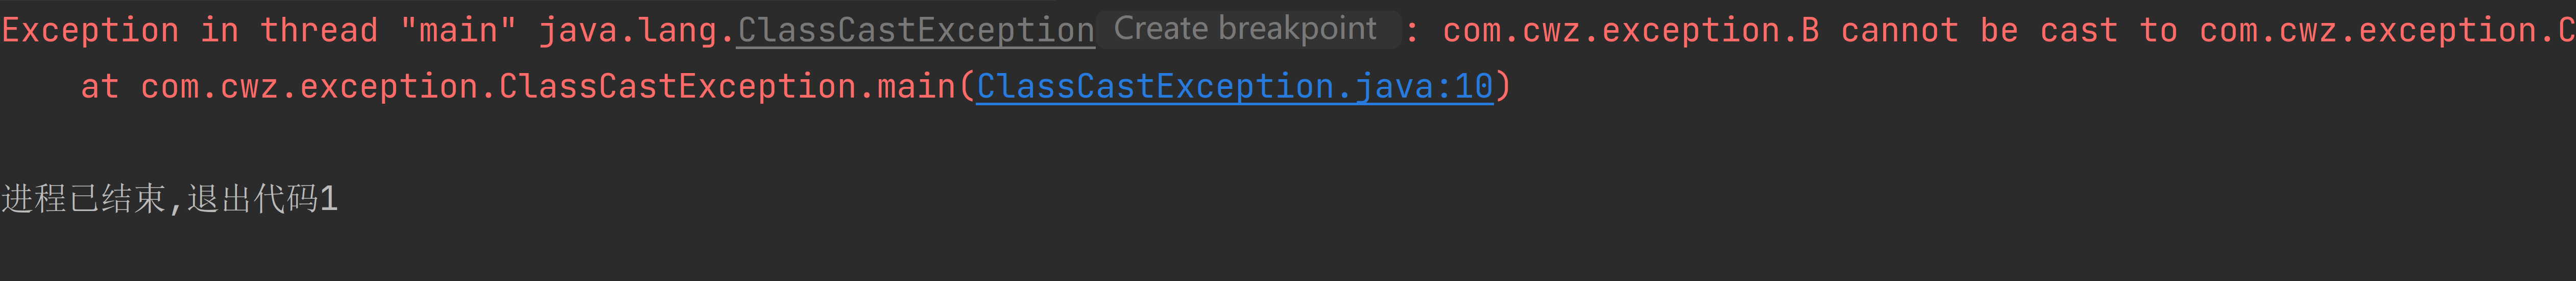 Exception in thread "main" java.lang.ClassCastException Create breakpoint : com.cwz.exception.B cannot be cast to com.cwz.exception.C
at com.cwz.exception.ClassCastException.main(ClassCastException.java:10)
进程已结束,退出代码1